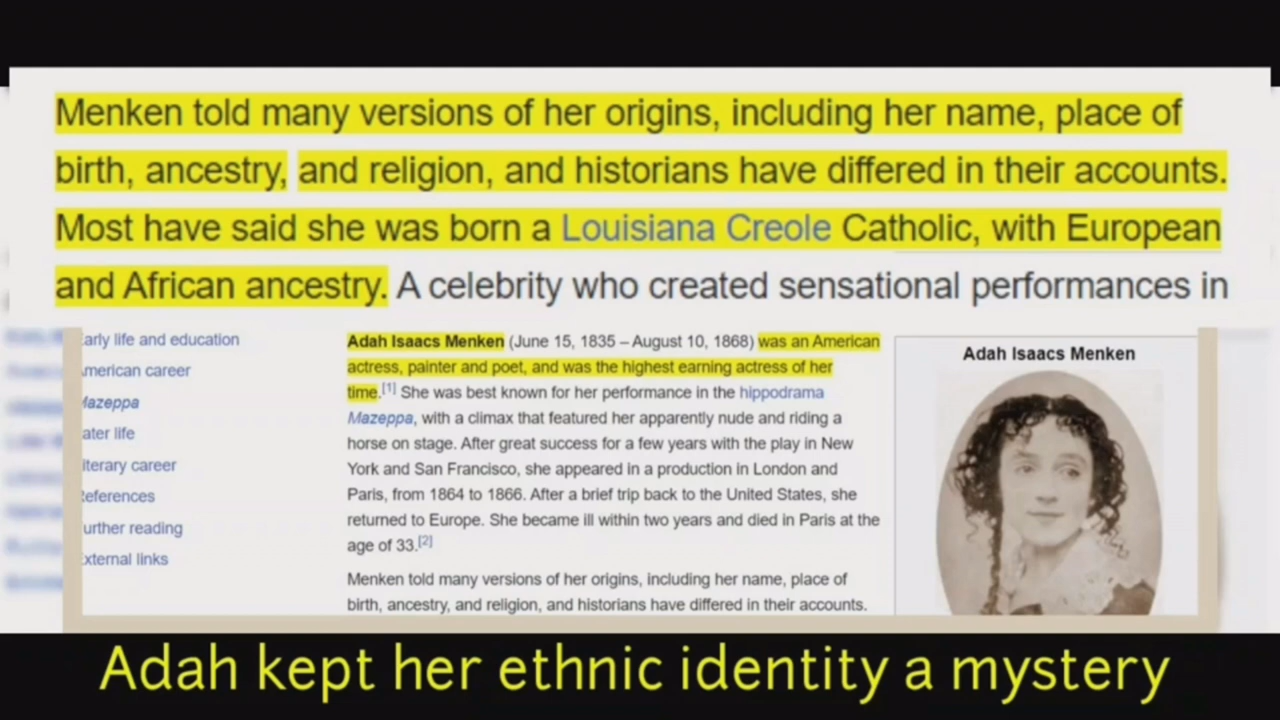 Menken told many versions of her origins, including her name, place of
birth, ancestry, and religion, and historians have differed in their accounts.
Most have said she was born a Louisiana Creole Catholic, with European
and African ancestry. A celebrity who created sensational performances in
arly life and education
merican career
Mazeppa
ater life
iterary career
eferences
urther reading
xternal links
Adah Isaacs Menken (June 15, 1835 – August 10, 1868) was an American
actress, painter and poet, and was the highest earning actress of her
time.[1] She was best known for her performance in the hippodrama
Mazeppa, with a climax that featured her apparently nude and riding a
horse on stage. After great success for a few years with the play in New
York and San Francisco, she appeared in a production in London and
Paris, from 1864 to 1866. After a brief trip back to the United States, she
returned to Europe. She became ill within two years and died in Paris at the
age of 33.[2]
Menken told many versions of her origins, including her name, place of
birth, ancestry, and religion, and historians have differed in their accounts.
Adah Isaacs Menken
Adah kept her ethnic identity a mystery